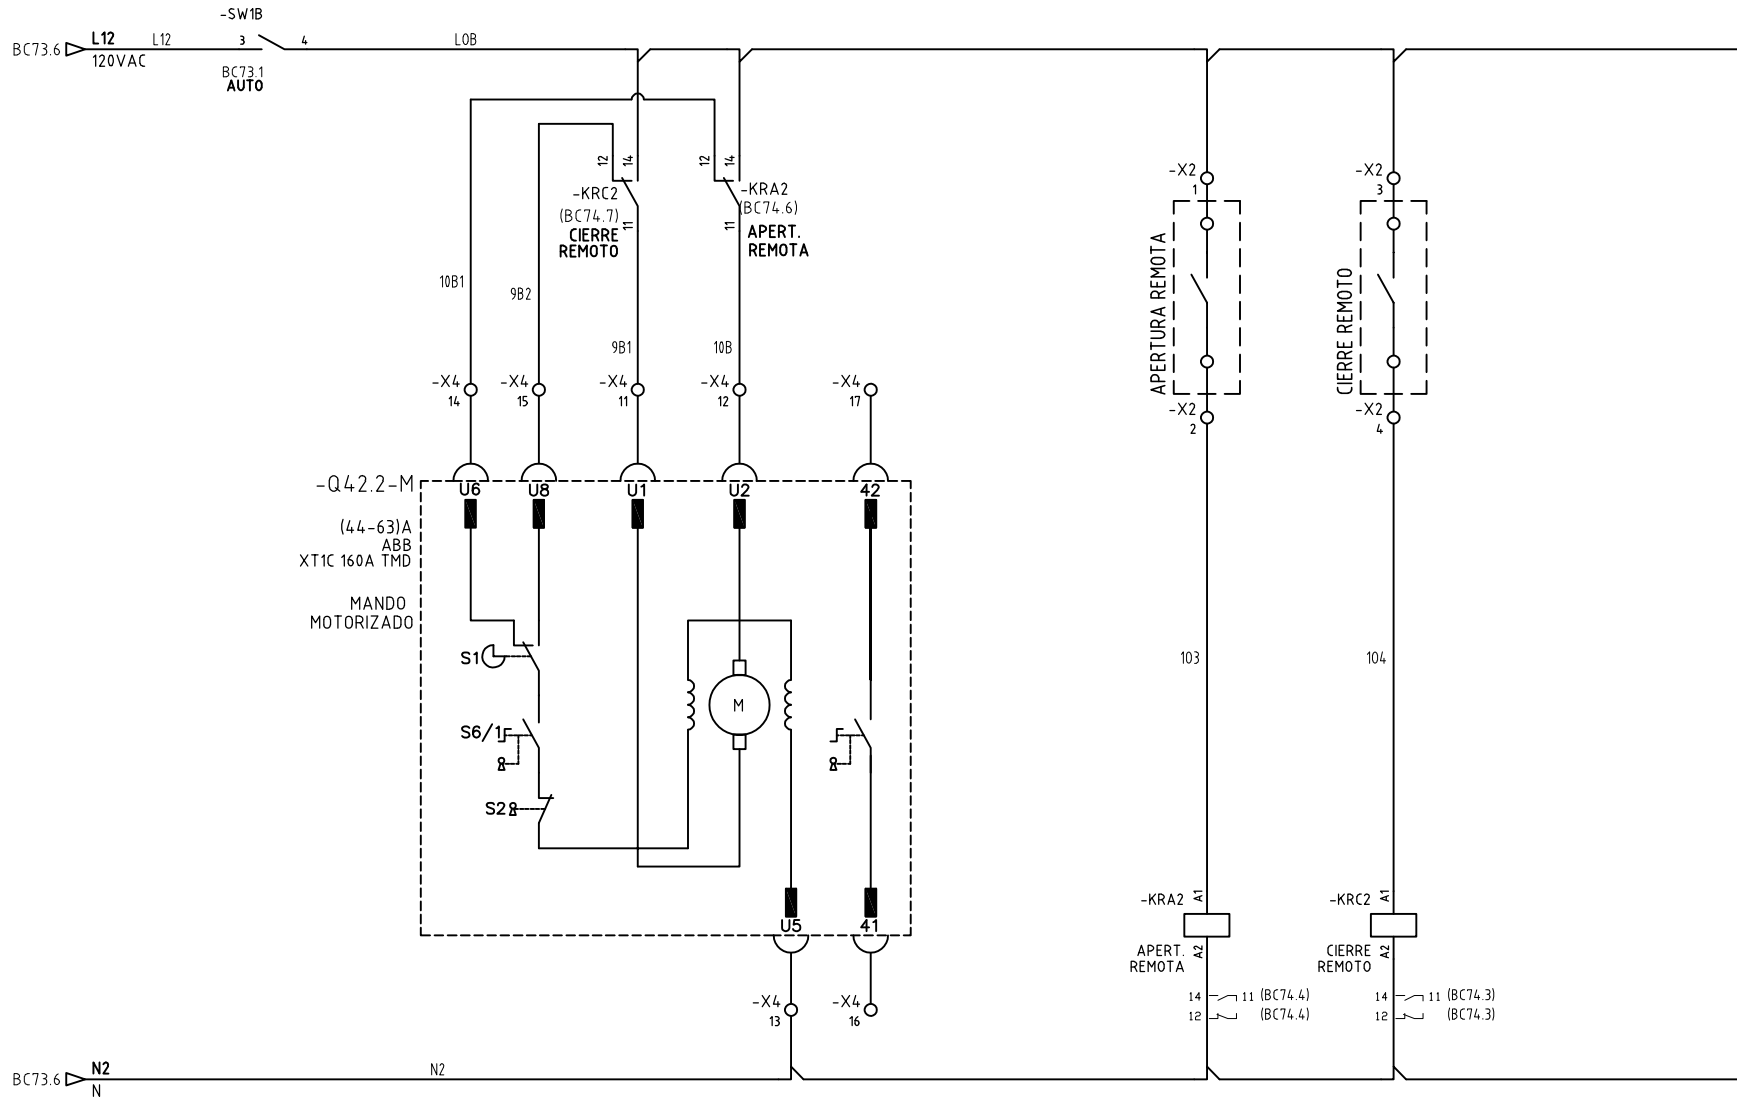 -SW1B
BC73.6
L12
L12
3
4
L0B
120VAC
BC73.1
AUTO
12
14
12
14
-KRC2
(BC74.7)
CIERRE
REMOTO
11
-KRA2
(BC74.6)
11
APERT.
REMOTA
-X2
1
-X2
3
APERTURA REMOTA
CIERRE REMOTO
10B1
9B2
9B1
10B
-X4
14
-X4
15
-X4
11
-X4
12
-X4
17
-X2
2
-X2
4
-Q42.2-M
U6
U8
U1
U2
42
(44-63)A
ABB
XT1C 160A TMD
MANDO
MOTORIZADO
S1
M
S6/1
S2
103
104
U5
41
-KRA2
A1
-KRC2
A1
APERT.
REMOTA
A2
CIERRE
REMOTO
A2
-X4
13
-X4
16
14
11
(BC74.4)
12
(BC74.4)
14
11
(BC74.3)
12
(BC74.3)
BC73.6
N2
N2
N